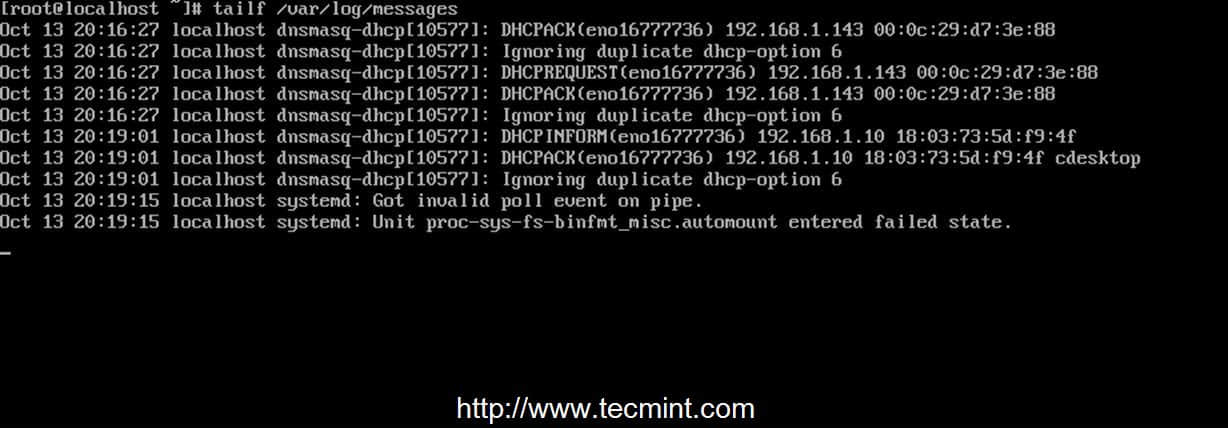 [root@localhost ~]# tailf /var/log/messages
Oct 13 20:16:27 localhost dnsmasq-dhcp[10577]: DHCPACK(eno16777736) 192.168.1.143 00:0c:29:d7:3e:88
Oct 13 20:16:27 localhost dnsmasq-dhcp[10577]: Ignoring duplicate dhcp-option 6
Oct 13 20:16:27 localhost dnsmasq-dhcp[10577]: DHCPREQUEST(eno16777736) 192.168.1.143 00:0c:29:d7:3e:88
Oct 13 20:16:27 localhost dnsmasq-dhcp[10577]: DHCPACK(eno16777736) 192.168.1.143 00:0c:29:d7:3e:88
Oct 13 20:16:27 localhost dnsmasq-dhcp[10577]: Ignoring duplicate dhcp-option 6
Oct 13 20:19:01 localhost dnsmasq-dhcp[10577]: DHCPINFORM(eno16777736) 192.168.1.10 18:03:73:5d:f9:4f
Oct 13 20:19:01 localhost dnsmasq-dhcp[10577]: DHCPACK(eno16777736) 192.168.1.10 18:03:73:5d:f9:4f cdesktop
Oct 13 20:19:01 localhost dnsmasq-dhcp[10577]: Ignoring duplicate dhcp-option 6
Oct 13 20:19:15 localhost systemd: Got invalid poll event on pipe.
Oct 13 20:19:15 localhost systemd: Unit proc-sys-fs-binfmt_misc.automount entered failed state.
http://www.tecmint.com